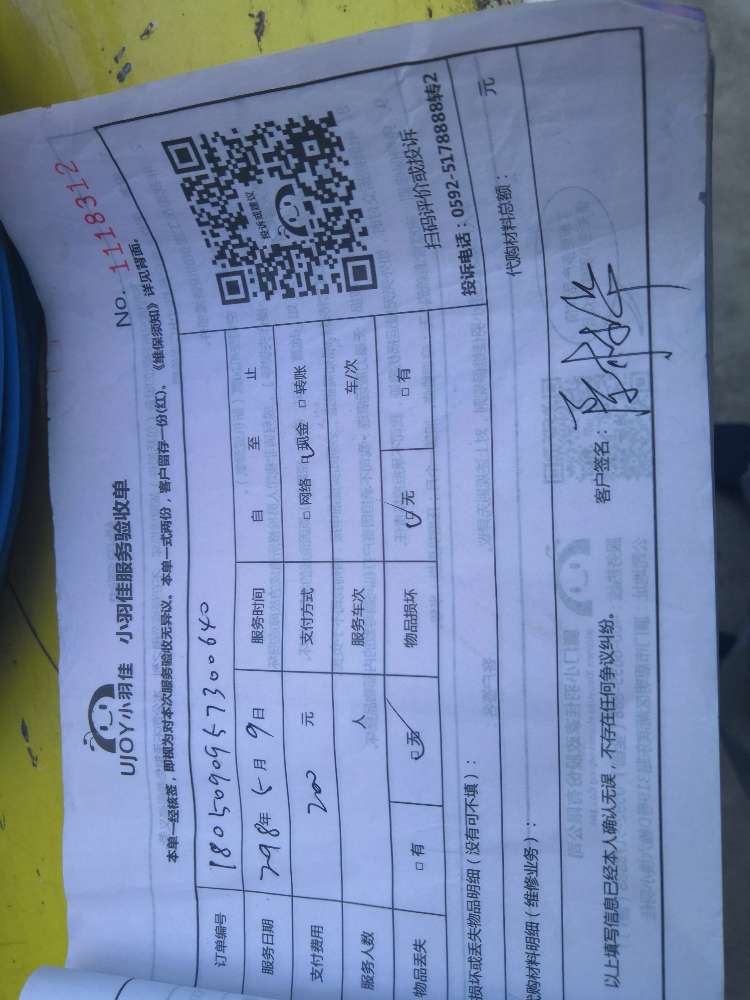 No. 1118312
UJOY小羽佳 小羽佳服务验收单
本单一经核签，即视为对本次服务验收无异议。本单一式两份，客户留存一份(红)。《维保须知》详见背面。
订单编号 1805090957300640
服务日期 2018年5月9日 服务时间 自 至 止
支付费用 200 元 支付方式 □网络 □现金 □转账
服务人数 人 服务车次 车/次
物品丢失 □有 □无 物品损坏 □无 □有
投诉或建议
扫码评价或投诉
投诉电话：0592-5178888转2
损坏或丢失物品明细（没有可不填）：
代购材料明细（维修业务）： 代购材料总额： 元
以上填写信息已经本人确认无误，不存在任何争议纠纷。 客户签名：